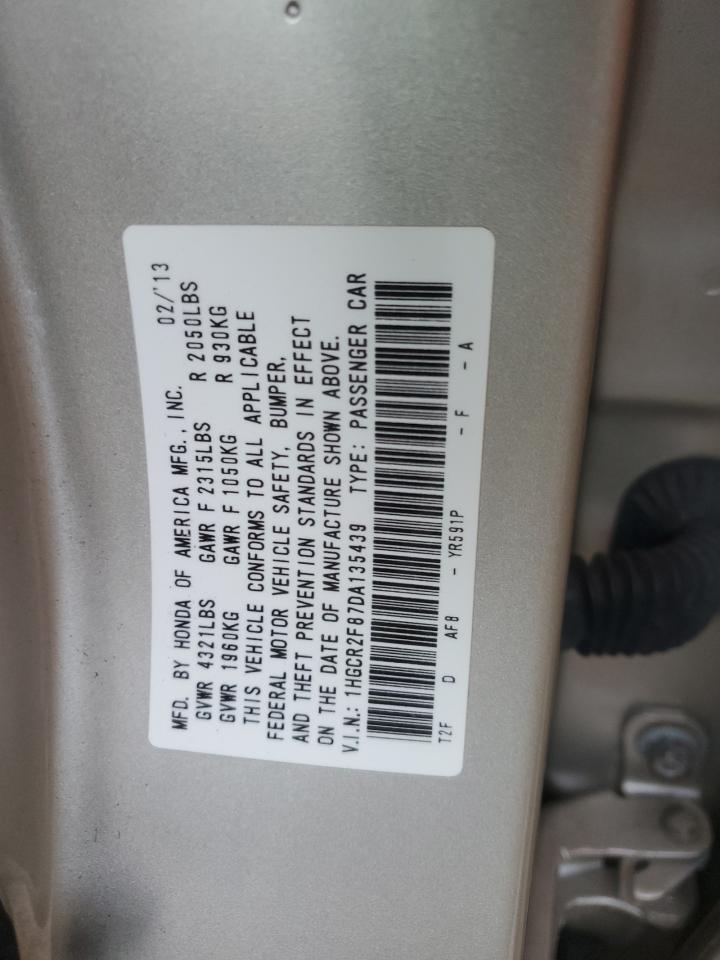 MFD. BY HONDA OF AMERICA MFG., INC. 02/'13
GVWR 4321LBS GAWR F 2315LBS R 2050LBS
GVWR 1960KG GAWR F 1050KG R 930KG
THIS VEHICLE CONFORMS TO ALL APPLICABLE
FEDERAL MOTOR VEHICLE SAFETY, BUMPER,
AND THEFT PREVENTION STANDARDS IN EFFECT
ON THE DATE OF MANUFACTURE SHOWN ABOVE.
V.I.N.: 1HGCR2F87DA135439 TYPE: PASSENGER CAR
T2F D AF8 - YR591P - F - A